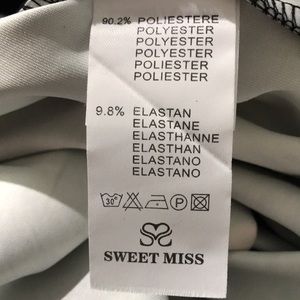 90.2% POLIESTERE
POLYESTER
POLYESTER
POLYESTER
POLIESTER
POLIESTER
9.8% ELASTAN
ELASTANE
ELASTHANNE
ELASTHAN
ELASTANO
ELASTANO
30° P
SWEET MISS